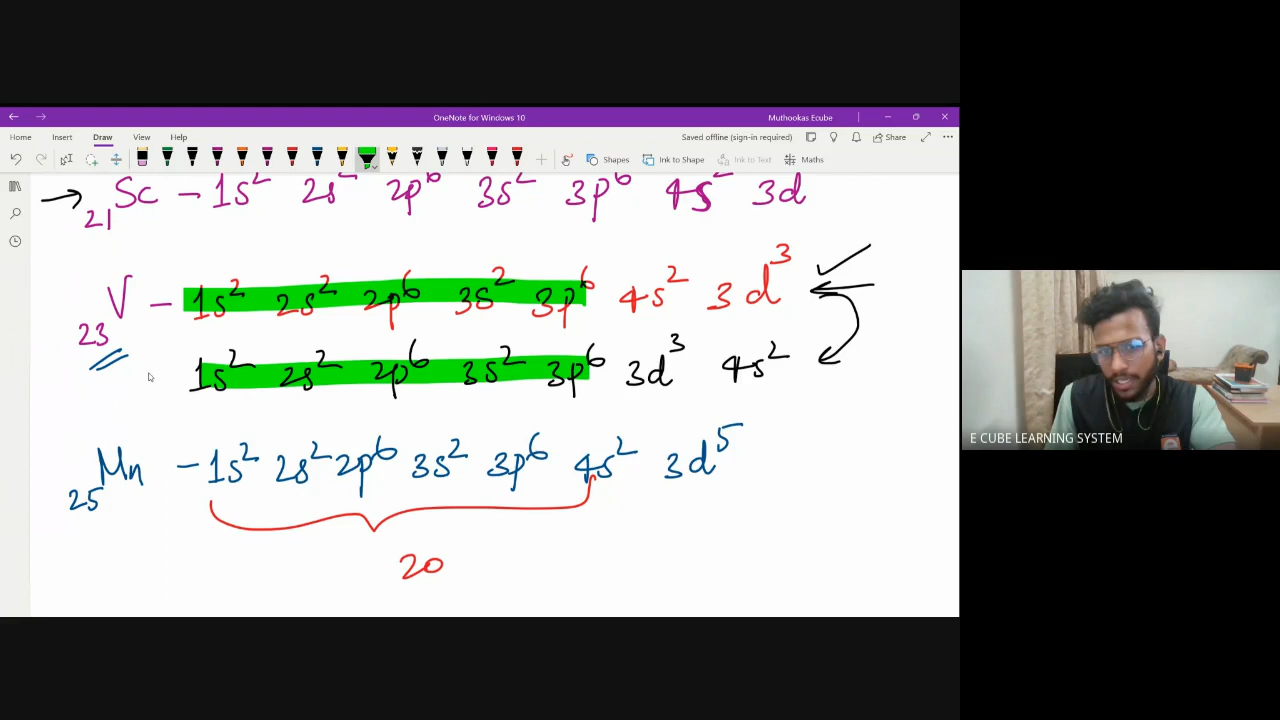 OneNote for Windows 10
Muthookas Ecube
Home Insert Draw View Help
Saved offline (sign-in required) Share
Shapes Ink to Shape Ink to Text Maths
₂₁Sc - 1s² 2s² 2p⁶ 3s² 3p⁶ 4s² 3d
₂₃V - 1s² 2s² 2p⁶ 3s² 3p⁶ 4s² 3d³
1s² 2s² 2p⁶ 3s² 3p⁶ 3d³ 4s²
₂₅Mn - 1s² 2s² 2p⁶ 3s² 3p⁶ 4s² 3d⁵
20
E CUBE LEARNING SYSTEM